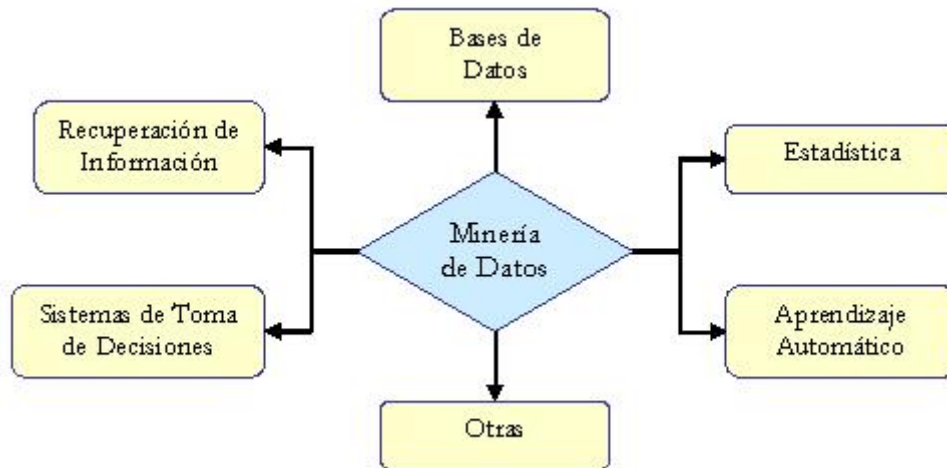 Bases de
Datos
Recuperación de
Información
Estadística
Minería
de Datos
Sistemas de Toma
de Decisiones
Aprendizaje
Automático
Otras